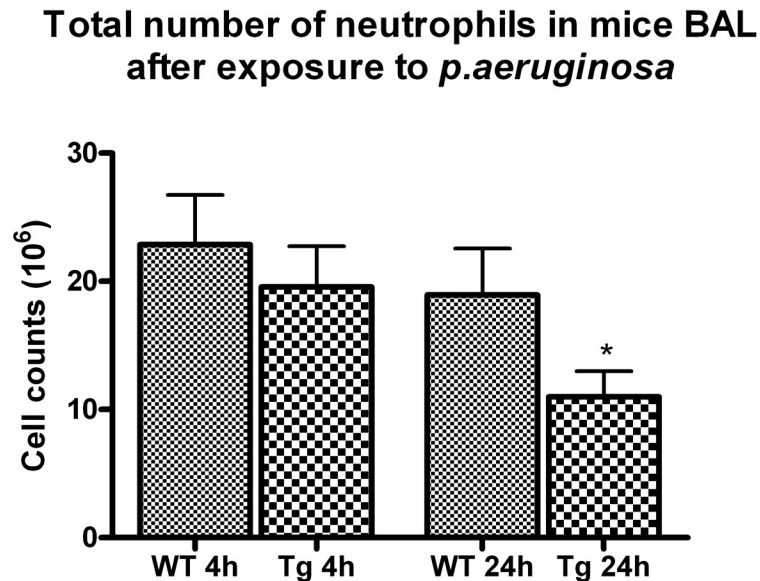 Total number of neutrophils in mice BAL
after exposure to p.aeruginosa
Cell counts (10⁶)
30
20
10
0
*
WT 4h
Tg 4h
WT 24h
Tg 24h